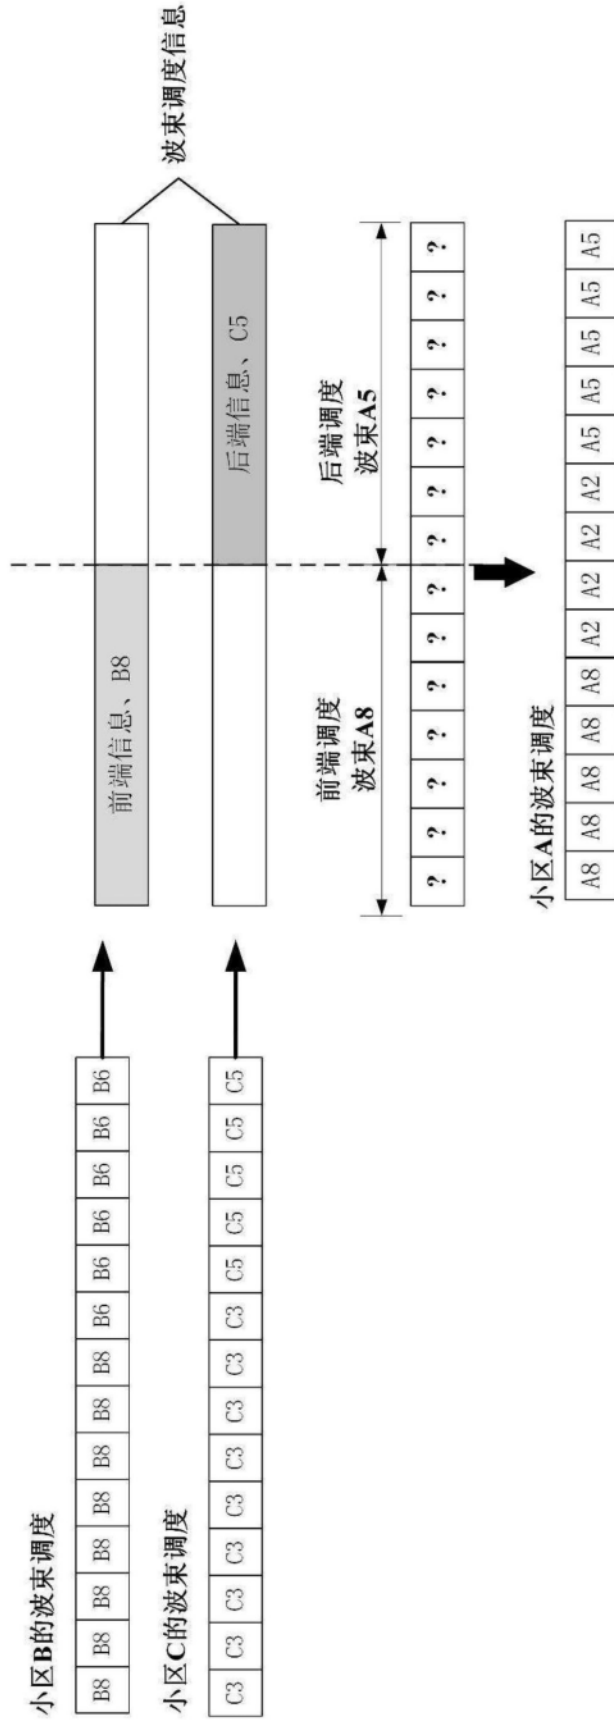 小区B的波束调度
B8 B8 B8 B8 B8 B8 B8 B8 B6 B6 B6 B6 B6 B6
小区C的波束调度
C3 C3 C3 C3 C3 C3 C3 C3 C3 C5 C5 C5 C5 C5
前端信息、B8
后端信息、C5
波束调度信息
前端调度
波束A8
后端调度
波束A5
? ? ? ? ? ? ? ? ? ? ? ? ? ?
小区A的波束调度
A8 A8 A8 A8 A8 A2 A2 A2 A2 A5 A5 A5 A5 A5